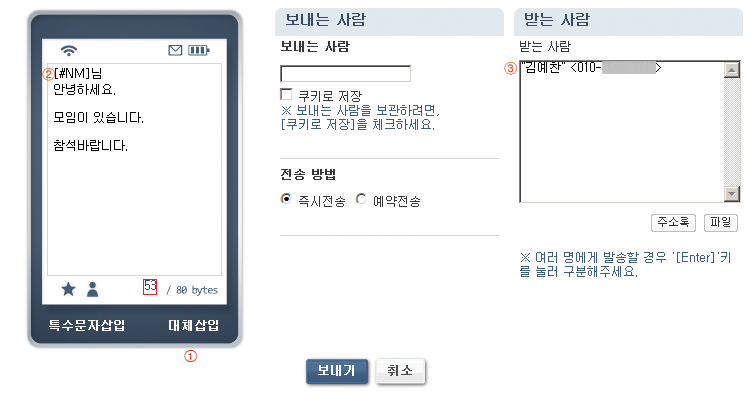 ② [#NM]님
안녕하세요.
모임이 있습니다.
참석바랍니다.
53 / 80 bytes
특수문자삽입 대체삽입
①
보내는 사람
보내는 사람
쿠키로 저장
※ 보내는 사람을 보관하려면,
[쿠키로 저장]을 체크하세요.
전송 방법
즉시전송 예약전송
받는 사람
받는 사람
③ "김예찬" <010- >
주소록 파일
※ 여러 명에게 발송할 경우 '[Enter]'키
를 눌러 구분해주세요.
보내기 취소